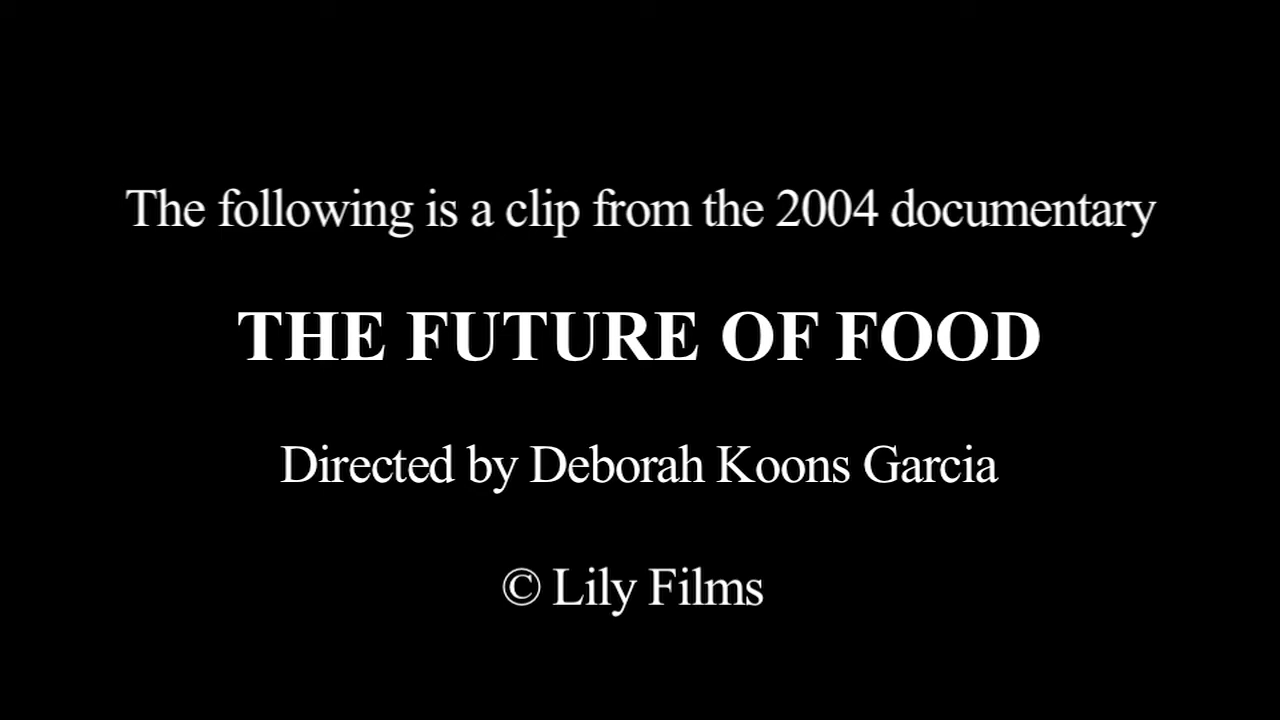 The following is a clip from the 2004 documentary
THE FUTURE OF FOOD
Directed by Deborah Koons Garcia
© Lily Films